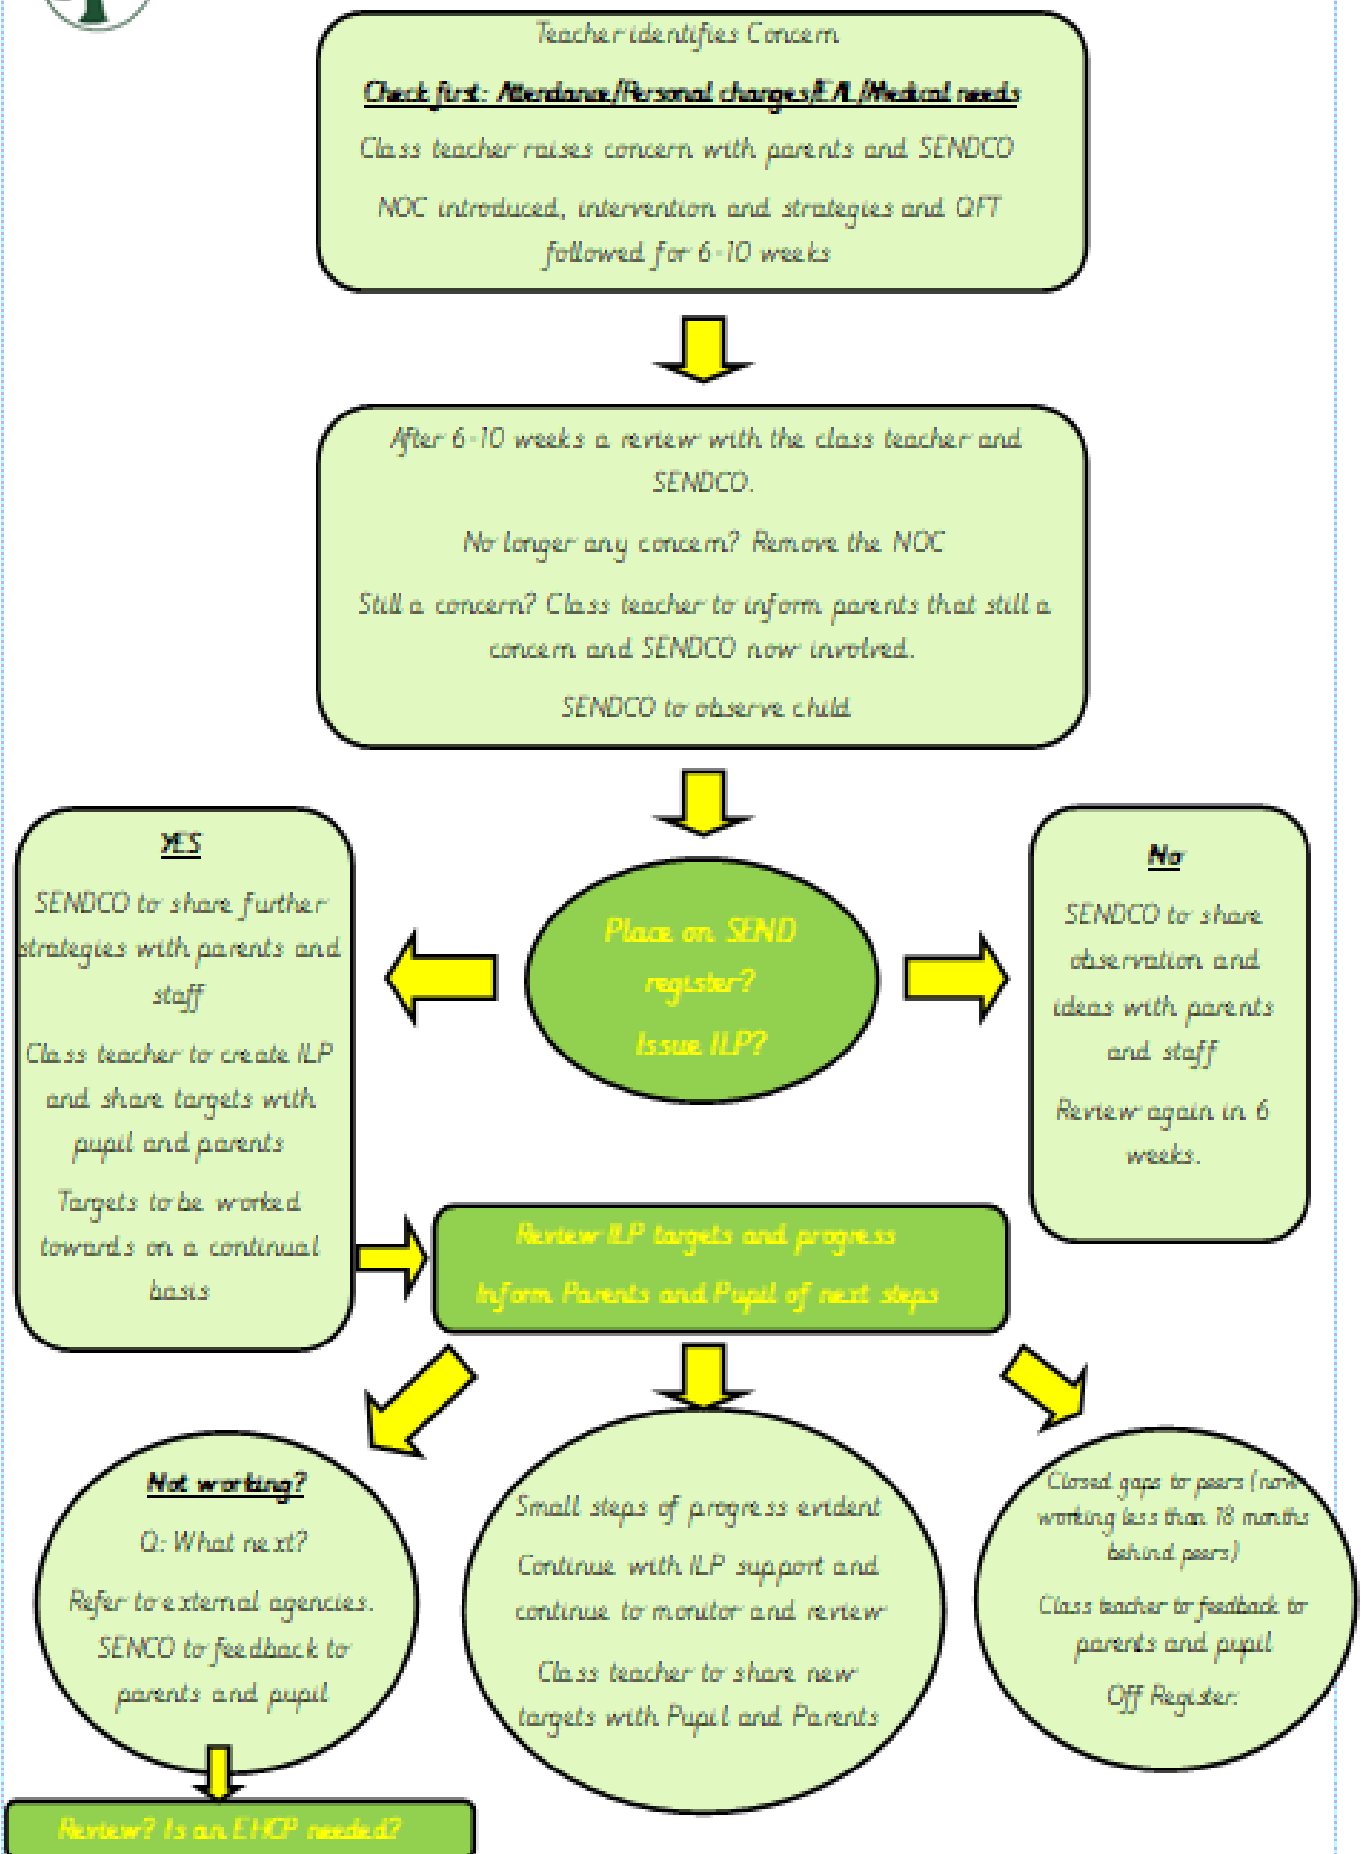 Teacher identifies Concern
Check first: Attendance/Personal changes/EAL/Medical needs
Class teacher raises concern with parents and SENDCO
NOC introduced, intervention and strategies and QFT
followed for 6-10 weeks
After 6-10 weeks a review with the class teacher and
SENDCO.
No longer any concern? Remove the NOC
Still a concern? Class teacher to inform parents that still a
concern and SENDCO now involved.
SENDCO to observe child
Place on SEND
register?
Issue ILP?
YES
SENDCO to share further
strategies with parents and
staff
Class teacher to create ILP
and share targets with
pupil and parents
Targets to be worked
towards on a continual
basis
No
SENDCO to share
observation and
ideas with parents
and staff
Review again in 6
weeks.
Review ILP targets and progress
Inform Parents and Pupil of next steps
Not working?
Q: What next?
Refer to external agencies.
SENCO to feedback to
parents and pupil
Small steps of progress evident
Continue with ILP support and
continue to monitor and review
Class teacher to share new
targets with Pupil and Parents
Closed gaps to peers (now
working less than 18 months
behind peers)
Class teacher to feedback to
parents and pupil
Off Register.
Review? Is an EHCP needed?